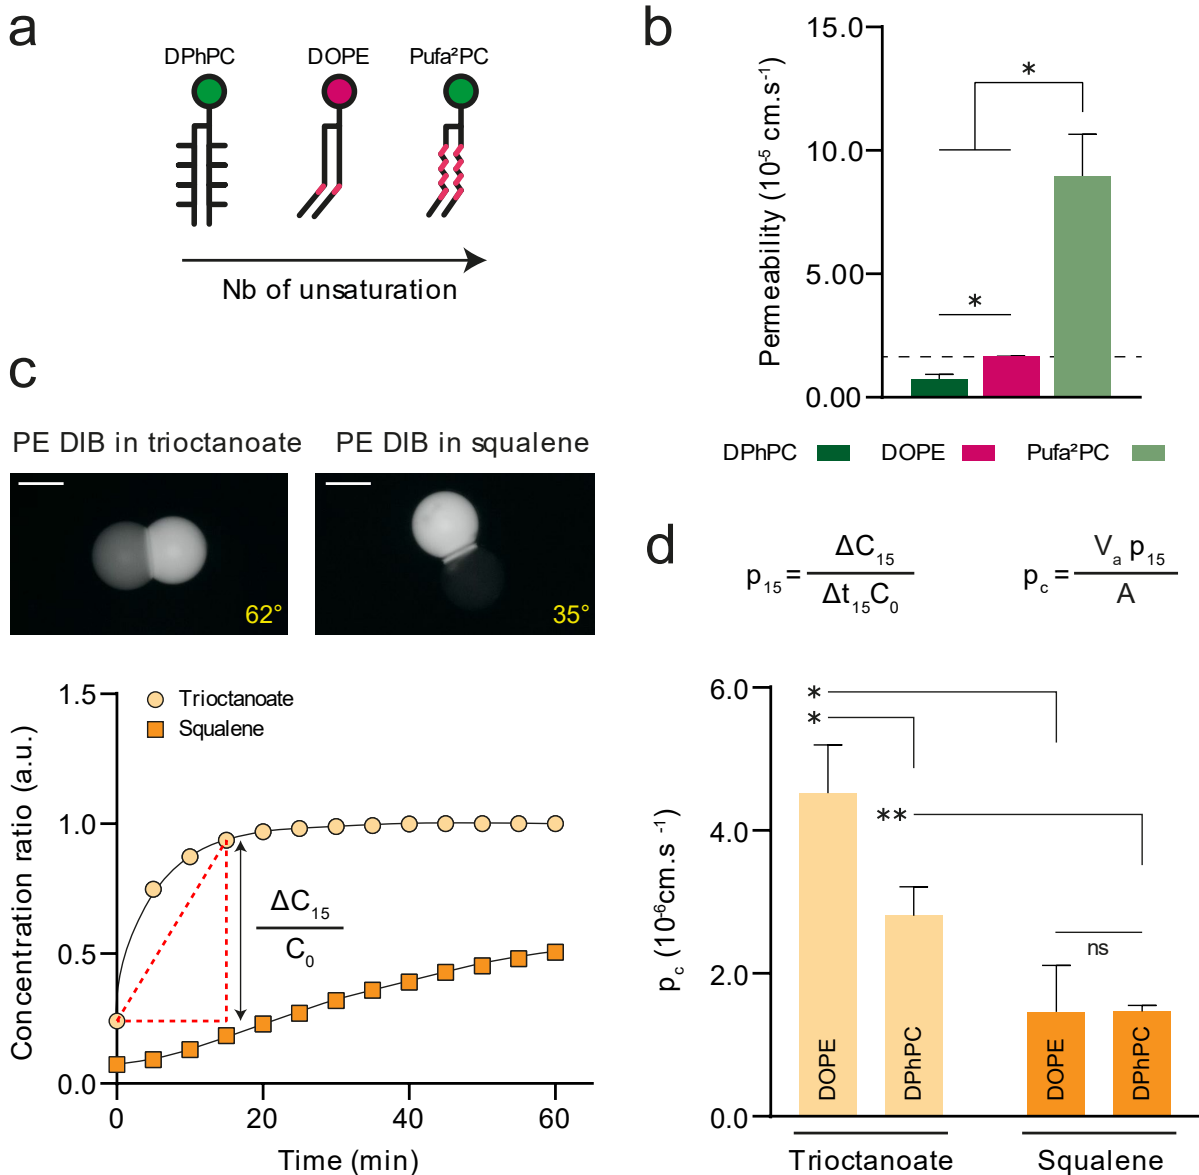 a
DPhPC DOPE Pufa²PC
Nb of unsaturation
b
Permeability (10⁻⁵ cm.s⁻¹)
15.0
10.0
5.00
0.00
*
*
DPhPC DOPE Pufa²PC
c
PE DIB in trioctanoate PE DIB in squalene
62° 35°
Concentration ratio (a.u.)
1.5
1.0
0.5
0.0
Trioctanoate
Squalene
ΔC₁₅
C₀
0 20 40 60
Time (min)
d
p₁₅ = ΔC₁₅ / Δt₁₅C₀
p_c = Vₐ p₁₅ / A
p_c (10⁻⁶cm.s ⁻¹)
6.0
4.0
2.0
0.0
*
*
**
ns
DOPE DPhPC DOPE DPhPC
Trioctanoate Squalene